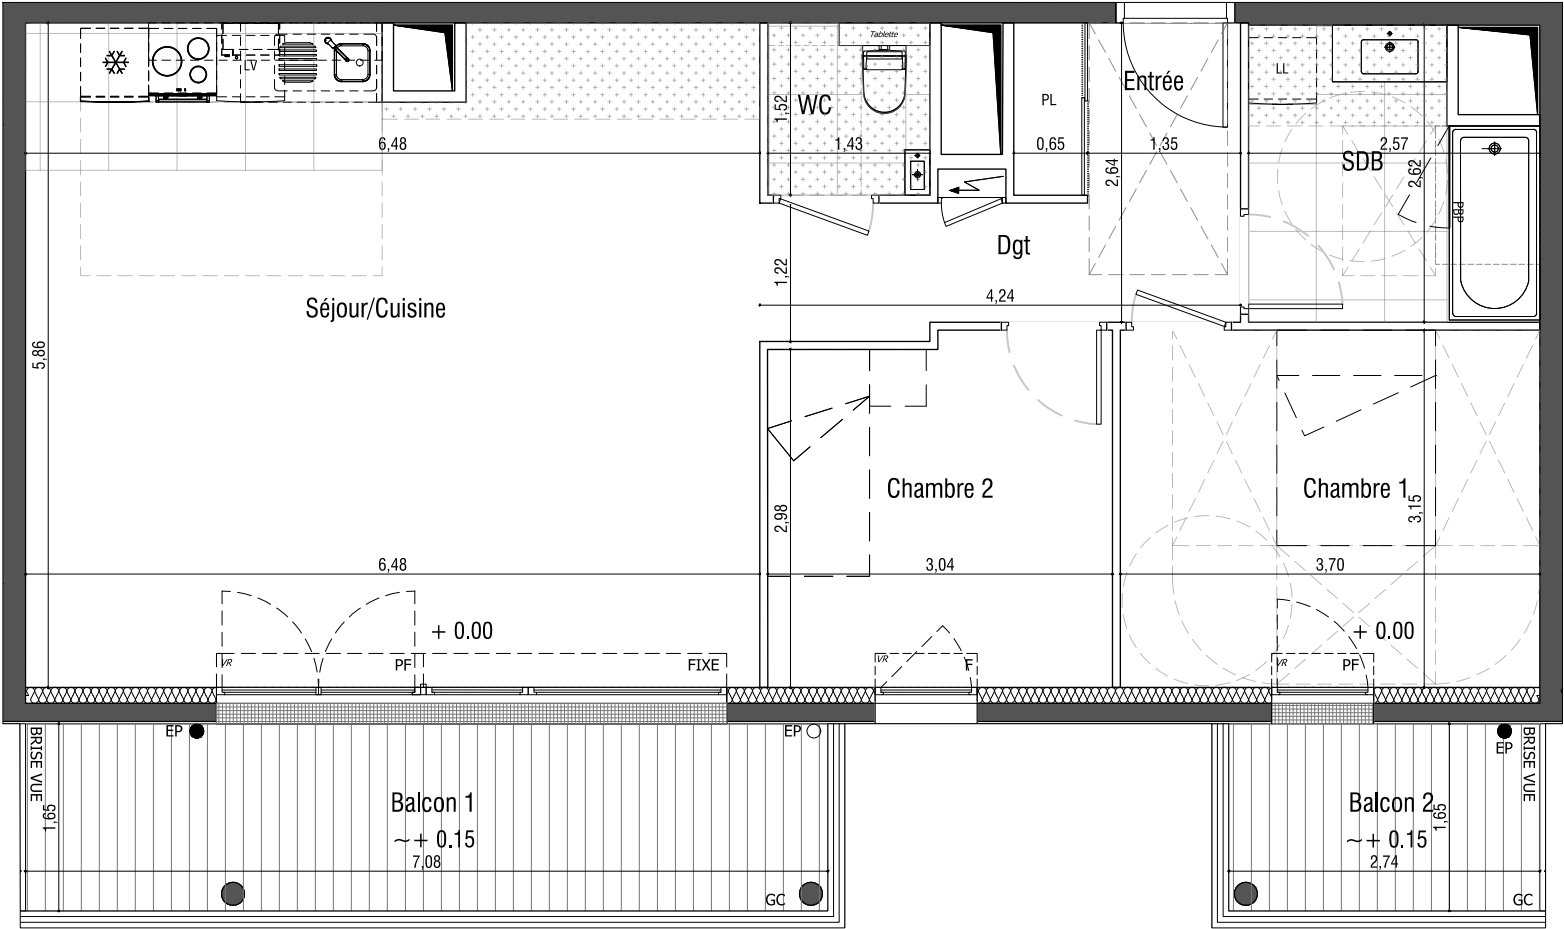 Tablette
LV
WC
1,52
1,43
PL
0,65
Entrée
1,35
2,64
LL
SDB
2,57
2,62
PBP
6,48
Dgt
1,22
4,24
Séjour/Cuisine
5,86
Chambre 2
2,98
3,04
Chambre 1
3,15
3,70
6,48
+ 0.00
+ 0.00
VR
PF
FIXE
VR
F
VR
PF
BRISE VUE
EP
EP
EP
BRISE VUE
1,65
Balcon 1
~+ 0.15
7,08
GC
Balcon 2
1,65
~+ 0.15
2,74
GC